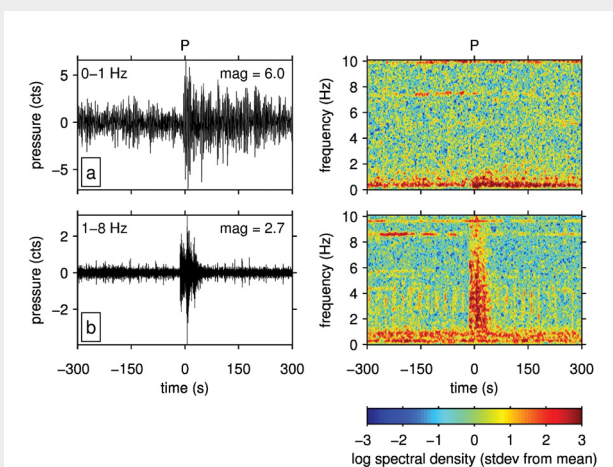 P
0–1 Hz mag = 6.0
pressure (cts)
5
0
−5
a
P
frequency (Hz)
10
8
6
4
2
0
1–8 Hz mag = 2.7
pressure (cts)
2
0
−2
b
−300 −150 0 150 300
time (s)
frequency (Hz)
10
8
6
4
2
0
−300 −150 0 150 300
time (s)
−3 −2 −1 0 1 2 3
log spectral density (stdev from mean)